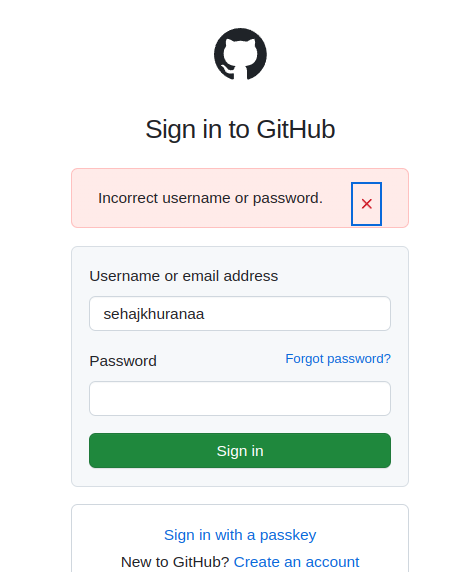 Sign in to GitHub
Incorrect username or password.
Username or email address
sehajkhuranaa
Password Forgot password?
Sign in
Sign in with a passkey
New to GitHub? Create an account